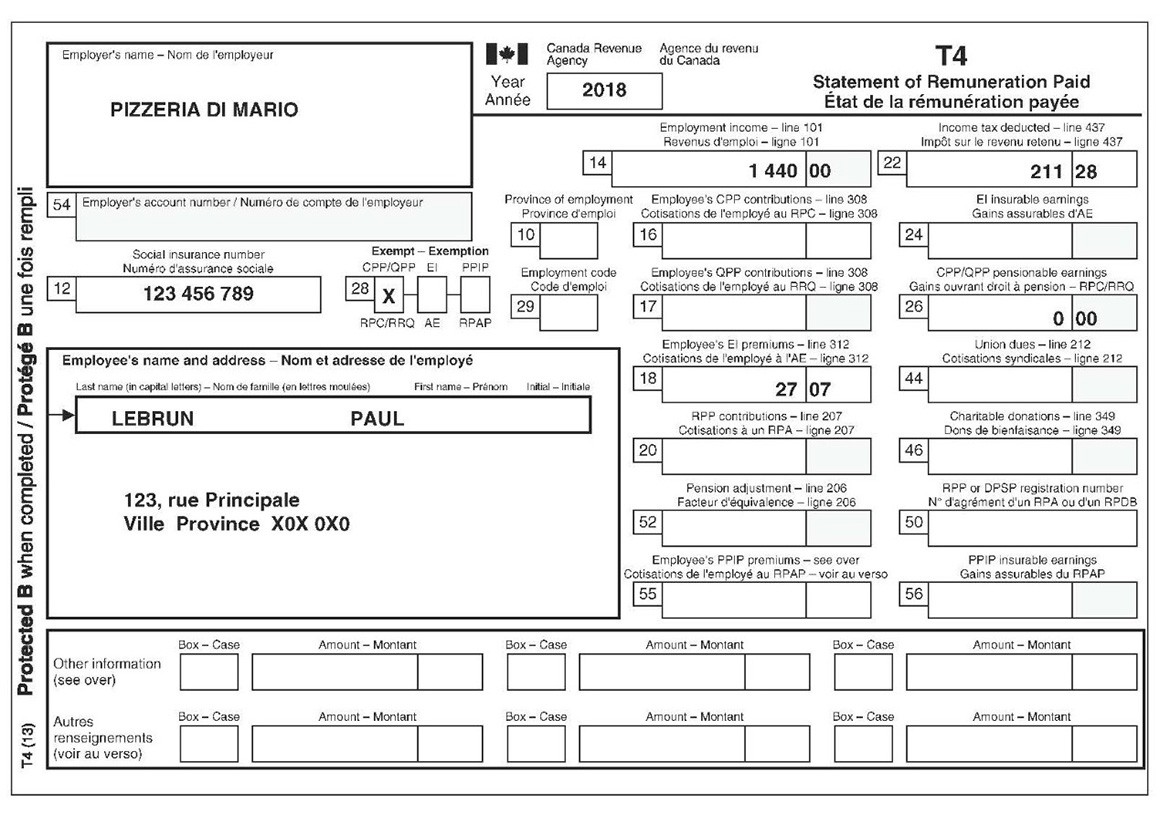 Employer's name – Nom de l'employeur
PIZZERIA DI MARIO
Canada Revenue Agency
Agence du revenu du Canada
Year
Année
2018
T4
Statement of Remuneration Paid
État de la rémunération payée
Employment income – line 101
Revenus d'emploi – ligne 101
14 1 440 00
Income tax deducted – line 437
Impôt sur le revenu retenu – ligne 437
22 211 28
54 Employer's account number / Numéro de compte de l'employeur
Province of employment
Province d'emploi
10
Employee's CPP contributions – line 308
Cotisations de l'employé au RPC – ligne 308
16
EI insurable earnings
Gains assurables d'AE
24
Social insurance number
Numéro d'assurance sociale
12 123 456 789
Exempt – Exemption
CPP/QPP EI PPIP
28 X
RPC/RRQ AE RPAP
Employment code
Code d'emploi
29
Employee's QPP contributions – line 308
Cotisations de l'employé au RRQ – ligne 308
17
CPP/QPP pensionable earnings
Gains ouvrant droit à pension – RPC/RRQ
26 0 00
Employee's name and address – Nom et adresse de l'employé
Last name (in capital letters) – Nom de famille (en lettres moulées) First name – Prénom Initial – Initiale
LEBRUN PAUL
123, rue Principale
Ville Province X0X 0X0
Employee's EI premiums – line 312
Cotisations de l'employé à l'AE – ligne 312
18 27 07
Union dues – line 212
Cotisations syndicales – ligne 212
44
RPP contributions – line 207
Cotisations à un RPA – ligne 207
20
Charitable donations – line 349
Dons de bienfaisance – ligne 349
46
Pension adjustment – line 206
Facteur d'équivalence – ligne 206
52
RPP or DPSP registration number
N° d'agrément d'un RPA ou d'un RPDB
50
Employee's PPIP premiums – see over
Cotisations de l'employé au RPAP – voir au verso
55
PPIP insurable earnings
Gains assurables du RPAP
56
Other information
(see over)
Box – Case Amount – Montant Box – Case Amount – Montant Box – Case Amount – Montant
Autres
renseignements
(voir au verso)
Box – Case Amount – Montant Box – Case Amount – Montant Box – Case Amount – Montant
Protected B when completed / Protégé B une fois rempli
T4 (13)